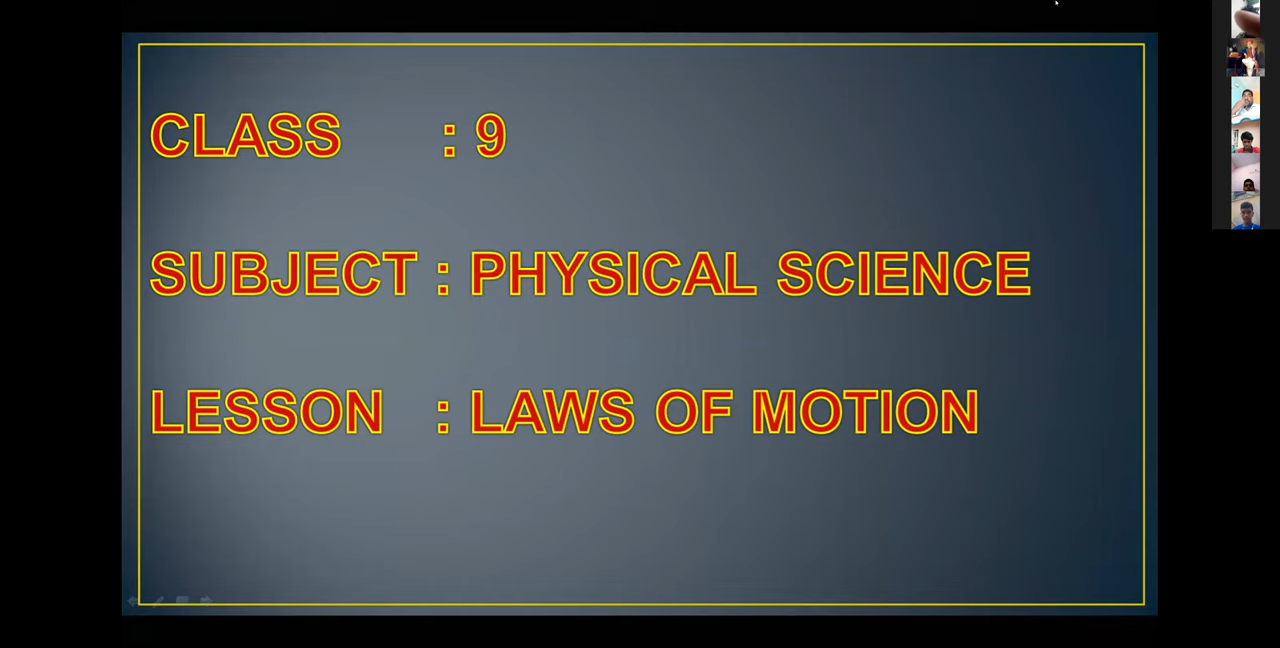 CLASS : 9
SUBJECT : PHYSICAL SCIENCE
LESSON : LAWS OF MOTION